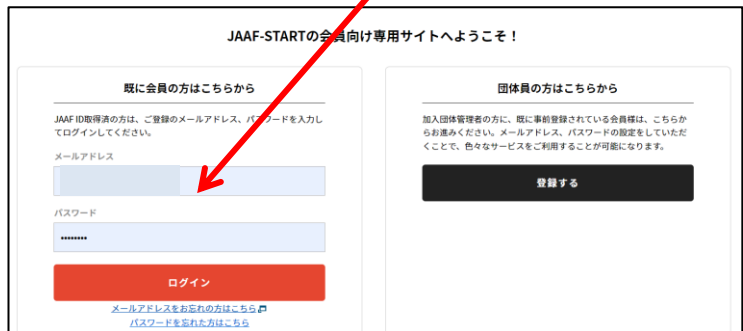 JAAF-STARTの会員向け専用サイトへようこそ！
既に会員の方はこちらから
JAAF ID取得済の方は、ご登録のメールアドレス、パスワードを入力し
てログインしてください。
メールアドレス
パスワード
••••••••
ログイン
メールアドレスをお忘れの方はこちら
パスワードを忘れた方はこちら
団体員の方はこちらから
加入団体管理者の方に、既に事前登録されている会員様は、こちらか
らお進みください。メールアドレス、パスワードの設定をしていただ
くことで、色々なサービスをご利用することが可能になります。
登録する